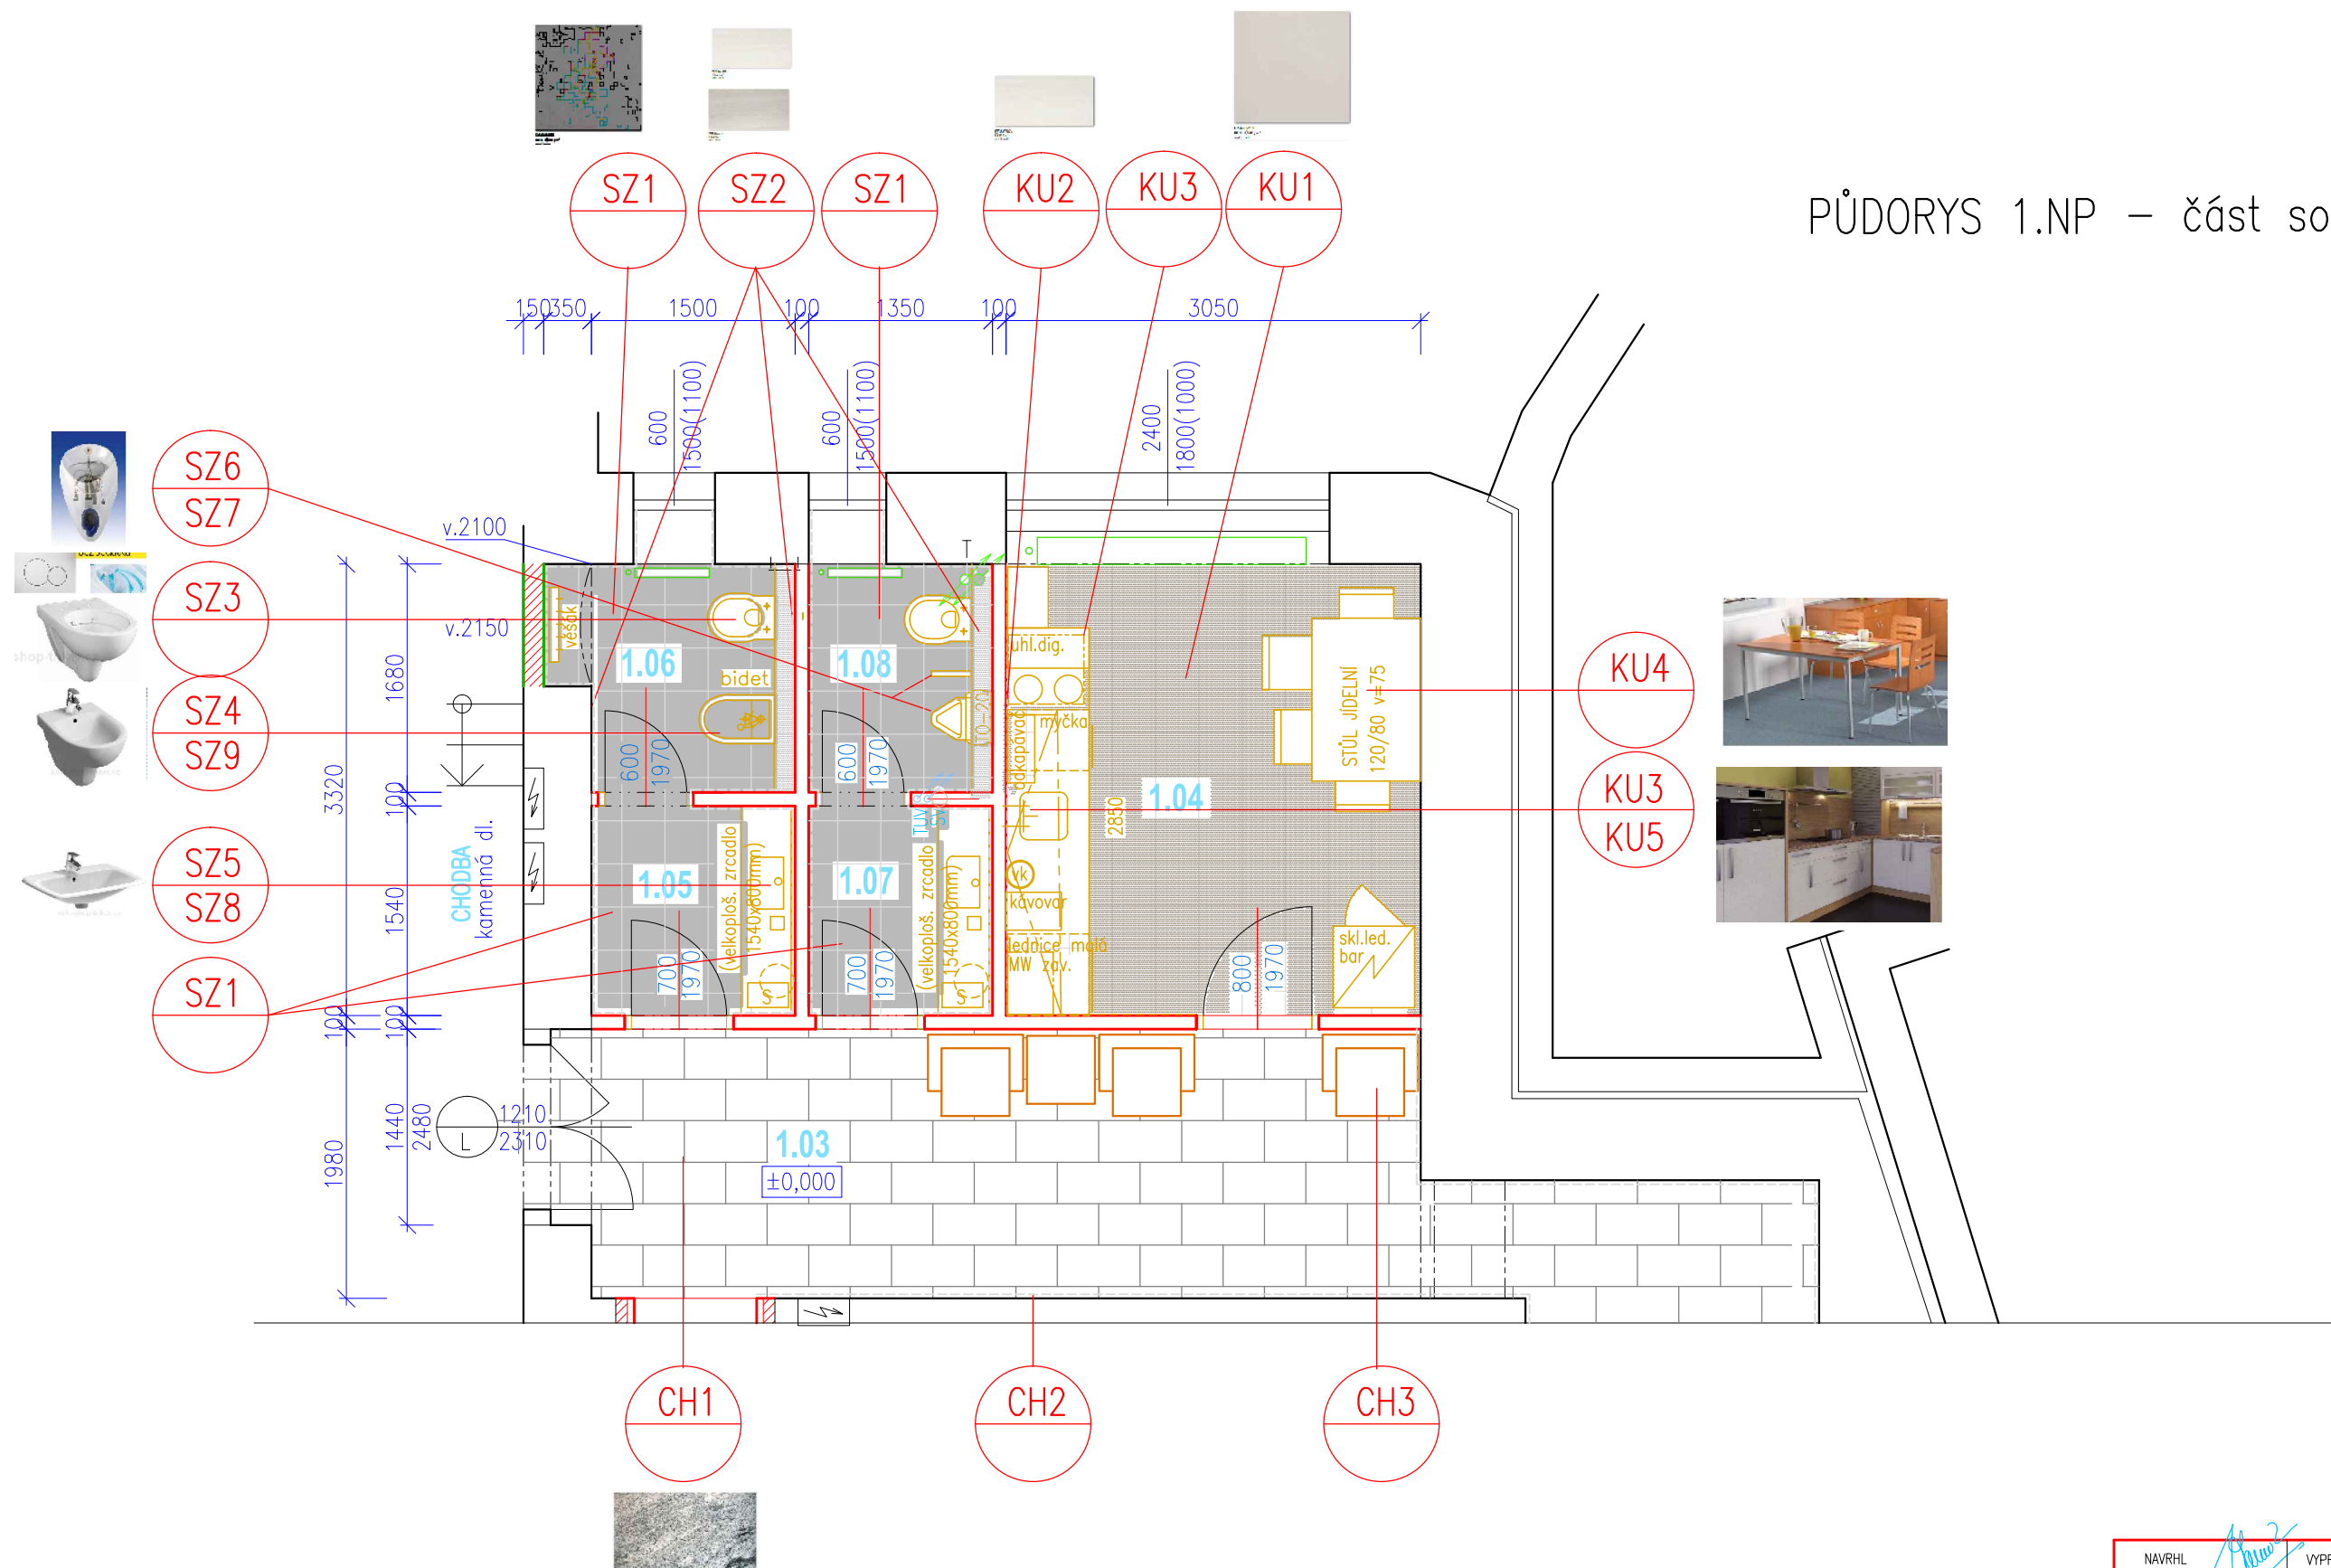 PŮDORYS 1.NP – část so
SZ1
SZ2
SZ1
KU2
KU3
KU1
150
350
1500
100
1350
100
3050
600
1500(1100)
600
1500(1100)
2400
1800(1000)
SZ6
SZ7
SZ3
SZ4
SZ9
SZ5
SZ8
SZ1
v.2100
v.2150
věšák
1.06
bidet
1.08
T
uhl.dig.
myčka
odkapávač
STŮL JÍDELNÍ
120/80 v=75
KU4
KU3
KU5
1.04
2850
600
1970
600
1970
TUV
1680
3320
100
1540
100
100
1440
2480
1980
CHODBA
kamenná dl.
1.05
(velkoploš. zrcadlo
1540x800mm)
1.07
(velkoploš. zrcadlo
1540x800mm)
vk
kávovar
lednice malá
MW záv.
skl.led.
bar
700
1970
700
1970
800
1970
S
S
L
1210
2310
1.03
±0,000
CH1
CH2
CH3
NAVRHL
VYPR